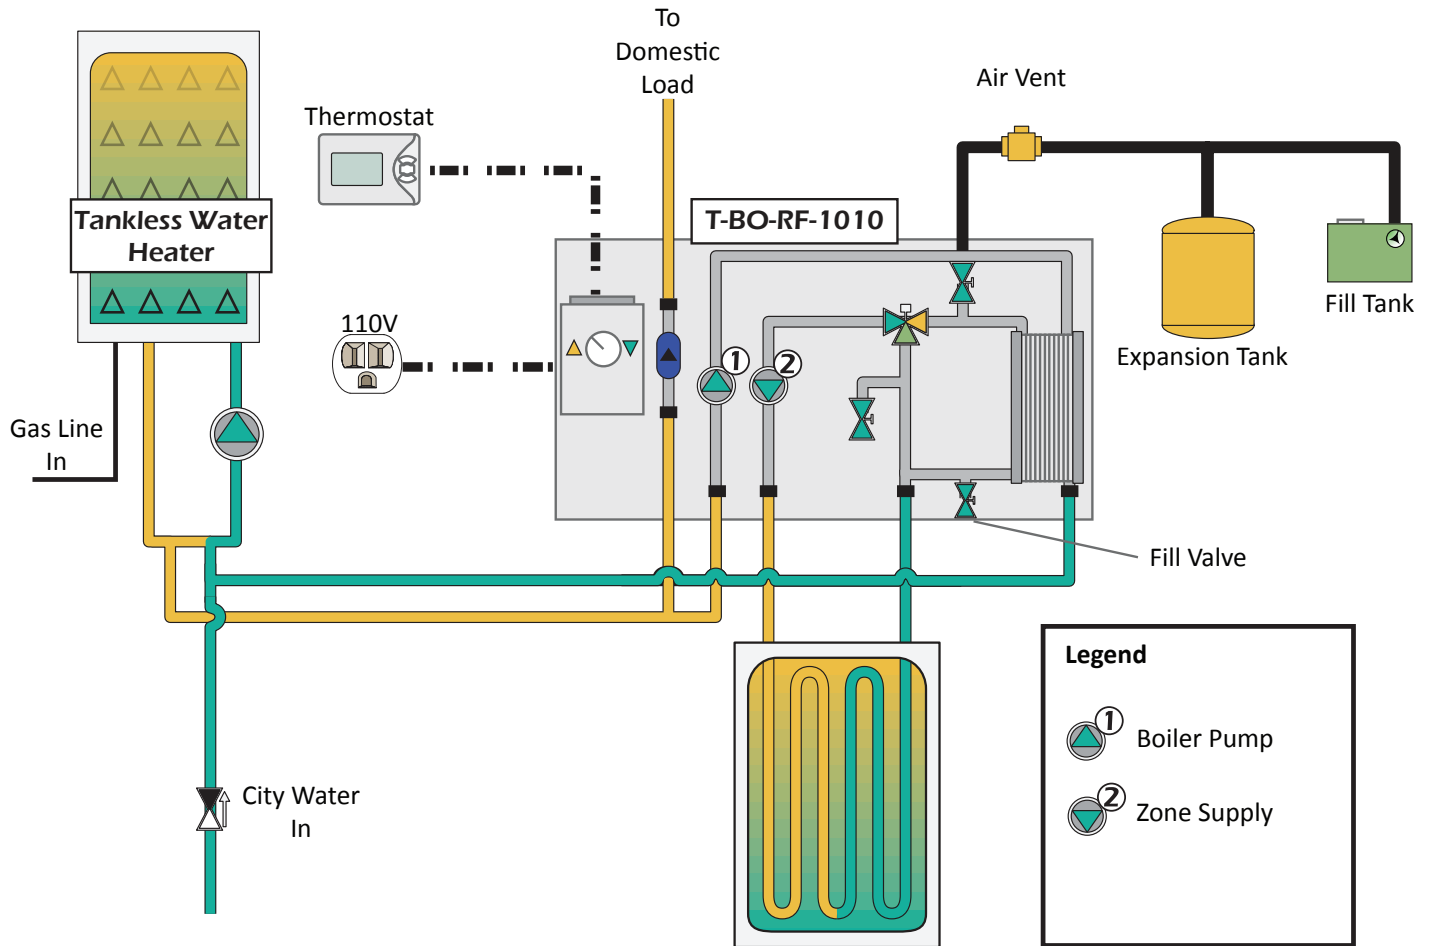 To
Domestic
Load
Air Vent
Thermostat
Tankless Water
Heater
T-BO-RF-1010
110V
Fill Tank
Expansion Tank
1
2
Gas Line
In
Fill Valve
City Water
In
Legend
1
Boiler Pump
2
Zone Supply